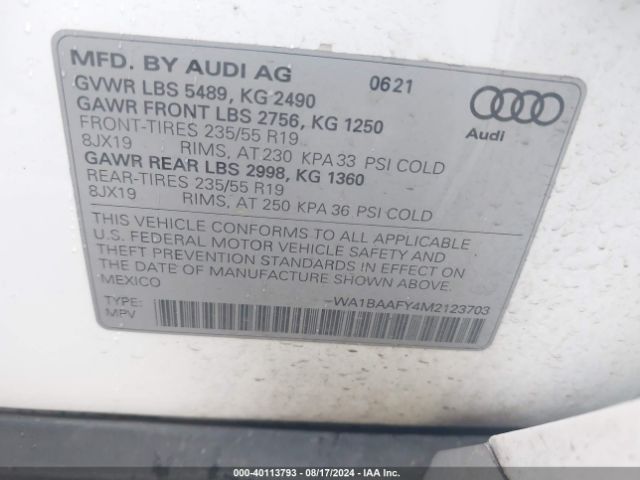 MFD. BY AUDI AG 0621
GVWR LBS 5489, KG 2490
GAWR FRONT LBS 2756, KG 1250
FRONT-TIRES 235/55 R19
8JX19 RIMS, AT 230 KPA 33 PSI COLD
GAWR REAR LBS 2998, KG 1360
REAR-TIRES 235/55 R19
8JX19 RIMS, AT 250 KPA 36 PSI COLD
Audi
THIS VEHICLE CONFORMS TO ALL APPLICABLE
U.S. FEDERAL MOTOR VEHICLE SAFETY AND
THEFT PREVENTION STANDARDS IN EFFECT ON
THE DATE OF MANUFACTURE SHOWN ABOVE.
MEXICO
TYPE: -WA1BAAFY4M2123703
MPV
000-40113793 - 08/17/2024 - IAA Auctions